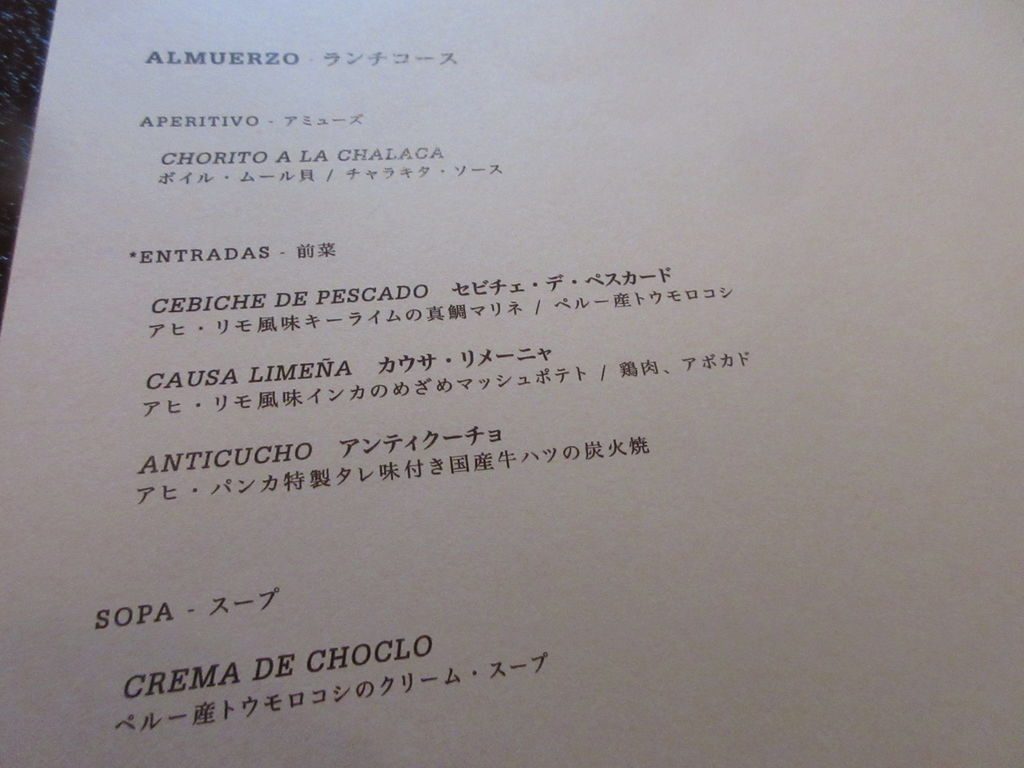 ALMUERZO - ランチコース
APERITIVO - アミューズ
CHORITO A LA CHALACA
ボイル・ムール貝 / チャラキタ・ソース
*ENTRADAS - 前菜
CEBICHE DE PESCADO セビチェ・デ・ペスカード
アヒ・リモ風味キーライムの真鯛マリネ / ペルー産トウモロコシ
CAUSA LIMEÑA カウサ・リメーニャ
アヒ・リモ風味インカのめざめマッシュポテト / 鶏肉、アボカド
ANTICUCHO アンティクーチョ
アヒ・パンカ特製タレ味付き国産牛ハツの炭火焼
SOPA - スープ
CREMA DE CHOCLO
ペルー産トウモロコシのクリーム・スープ